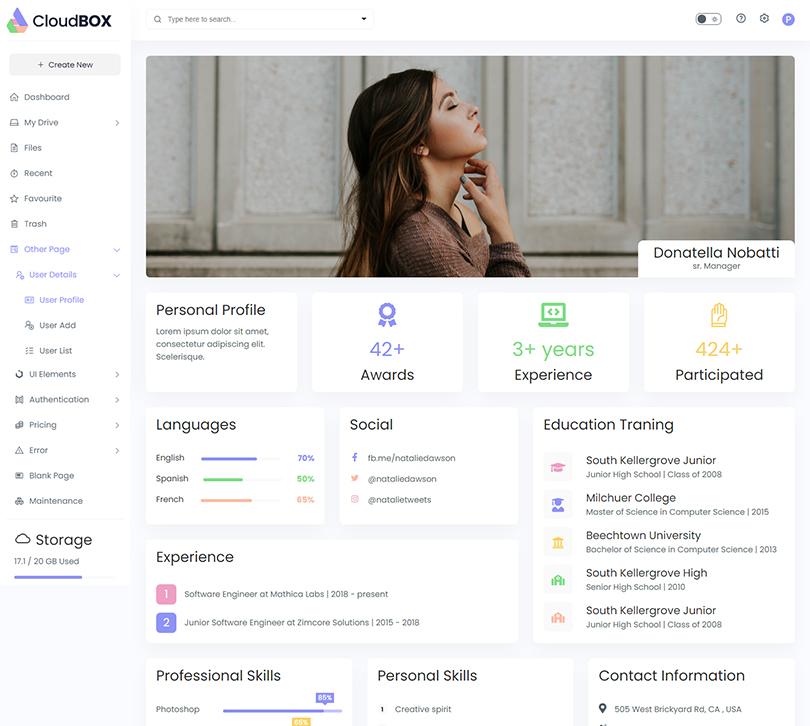 CloudBOX
Type here to search...
P
+ Create New
Dashboard
My Drive
Files
Recent
Favourite
Trash
Other Page
User Details
User Profile
User Add
User List
UI Elements
Authentication
Pricing
Error
Blank Page
Maintenance
Storage
17.1 / 20 GB Used
Donatella Nobatti
sr. Manager
Personal Profile
Lorem ipsum dolor sit amet,
consectetur adipiscing elit.
Scelerisque.
42+
Awards
3+ years
Experience
424+
Participated
Languages
English 70%
Spanish 50%
French 65%
Social
fb.me/nataliedawson
@nataliedawson
@natalietweets
Education Traning
South Kellergrove Junior
Junior High School | Class of 2008
Milchuer College
Master of Science in Computer Science | 2015
Beechtown University
Bachelor of Science in Computer Science | 2013
South Kellergrove High
Senior High School | 2010
South Kellergrove Junior
Junior High School | Class of 2008
Experience
1 Software Engineer at Mathica Labs | 2018 - present
2 Junior Software Engineer at Zimcore Solutions | 2015 - 2018
Professional Skills
85%
Photoshop
65%
Personal Skills
1 Creative spirit
Contact Information
505 West Brickyard Rd, CA , USA